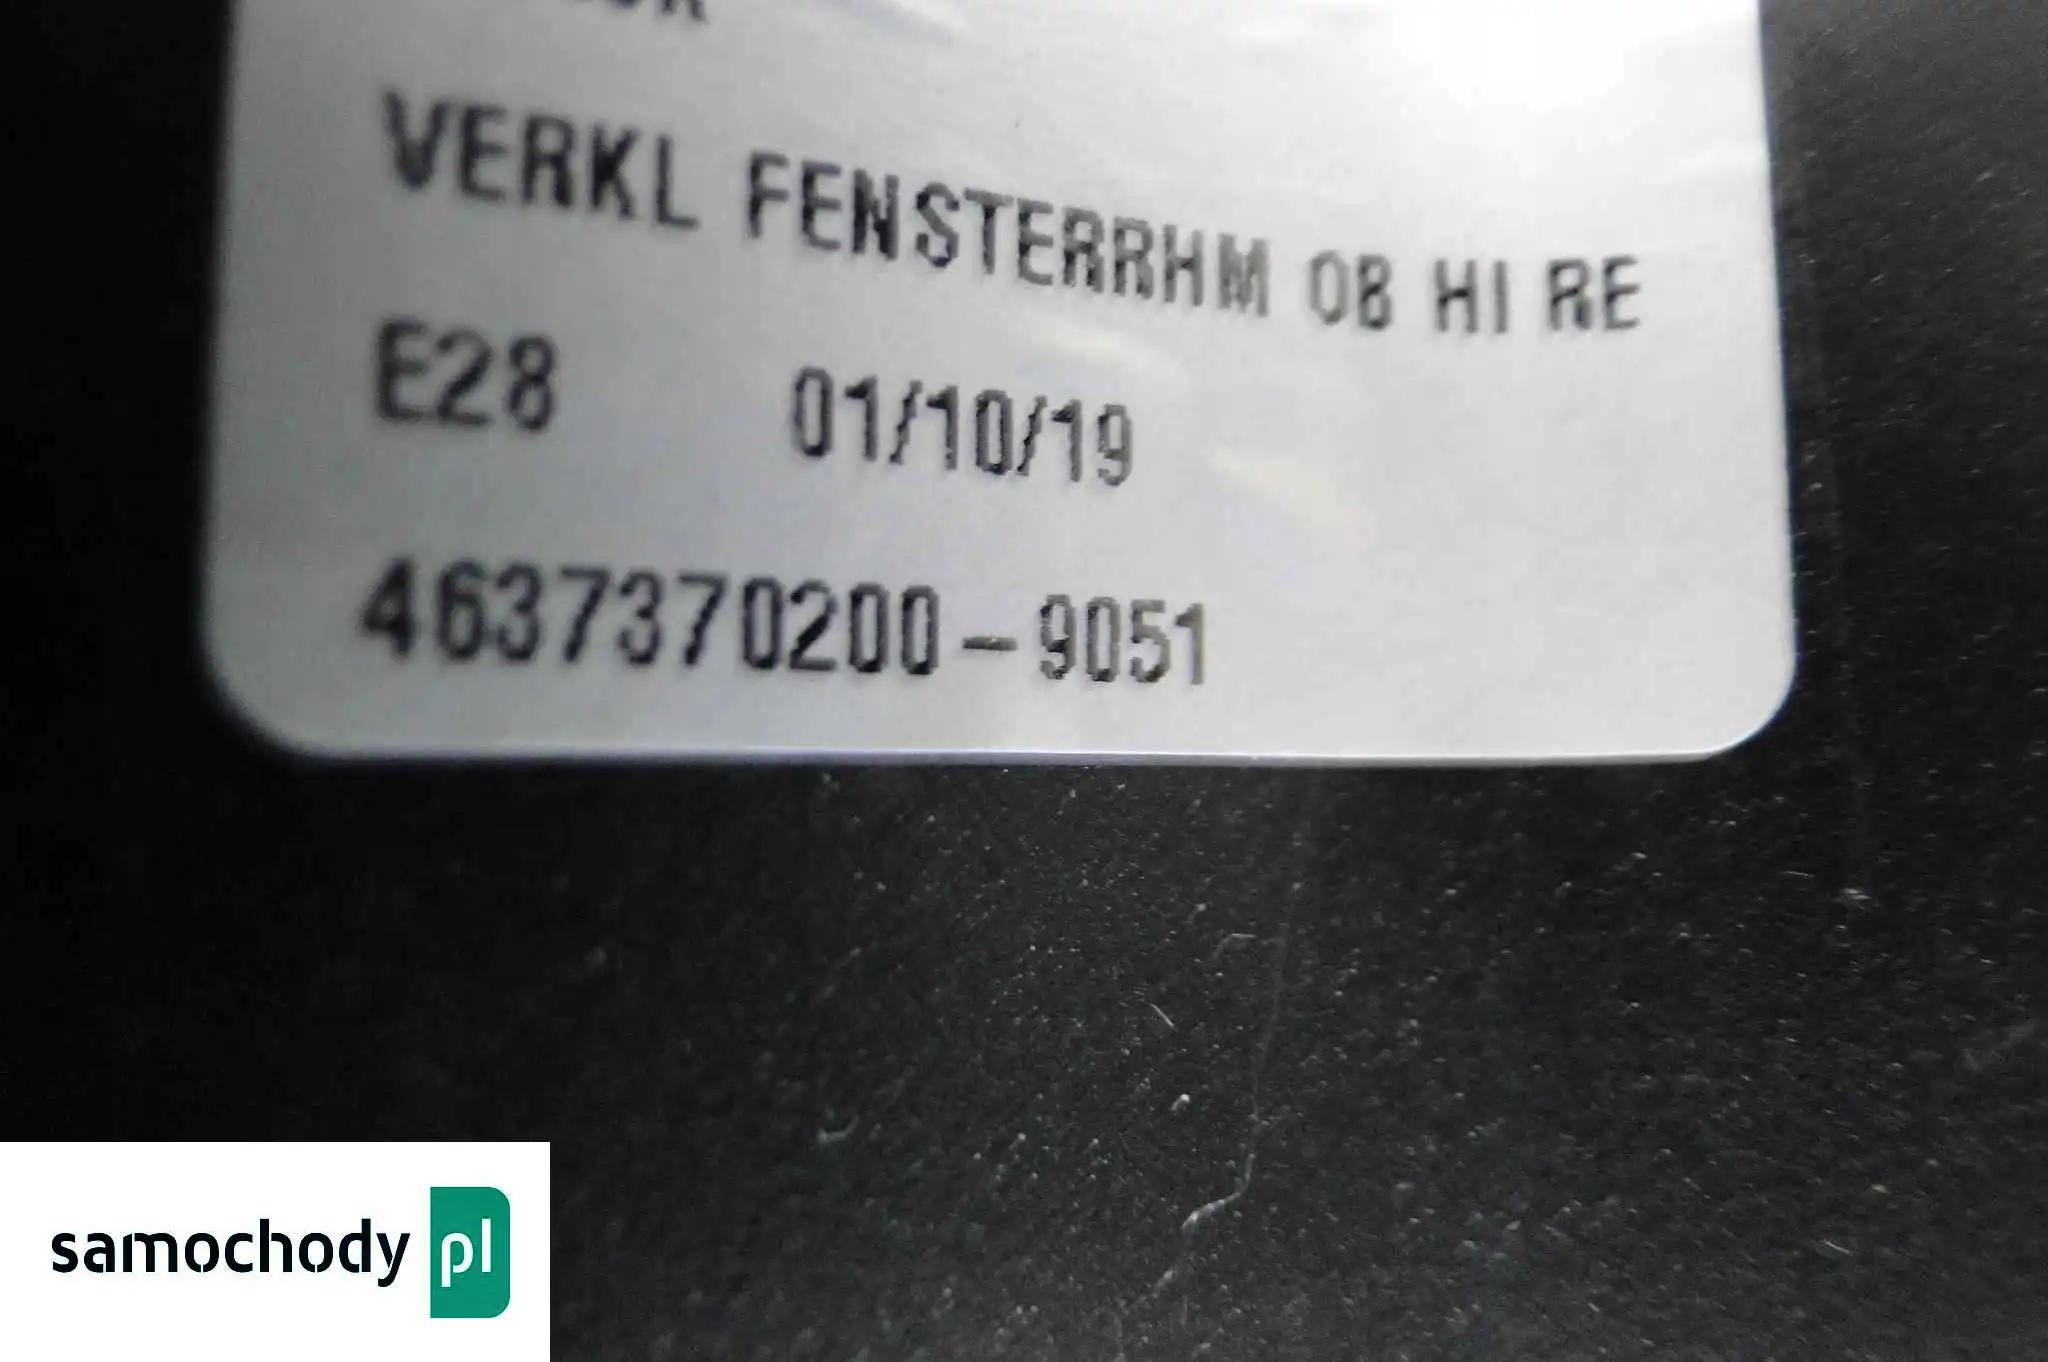 VERKL FENSTERRHM OB HI RE
E28 01/10/19
4637370200-9051
samochody pl